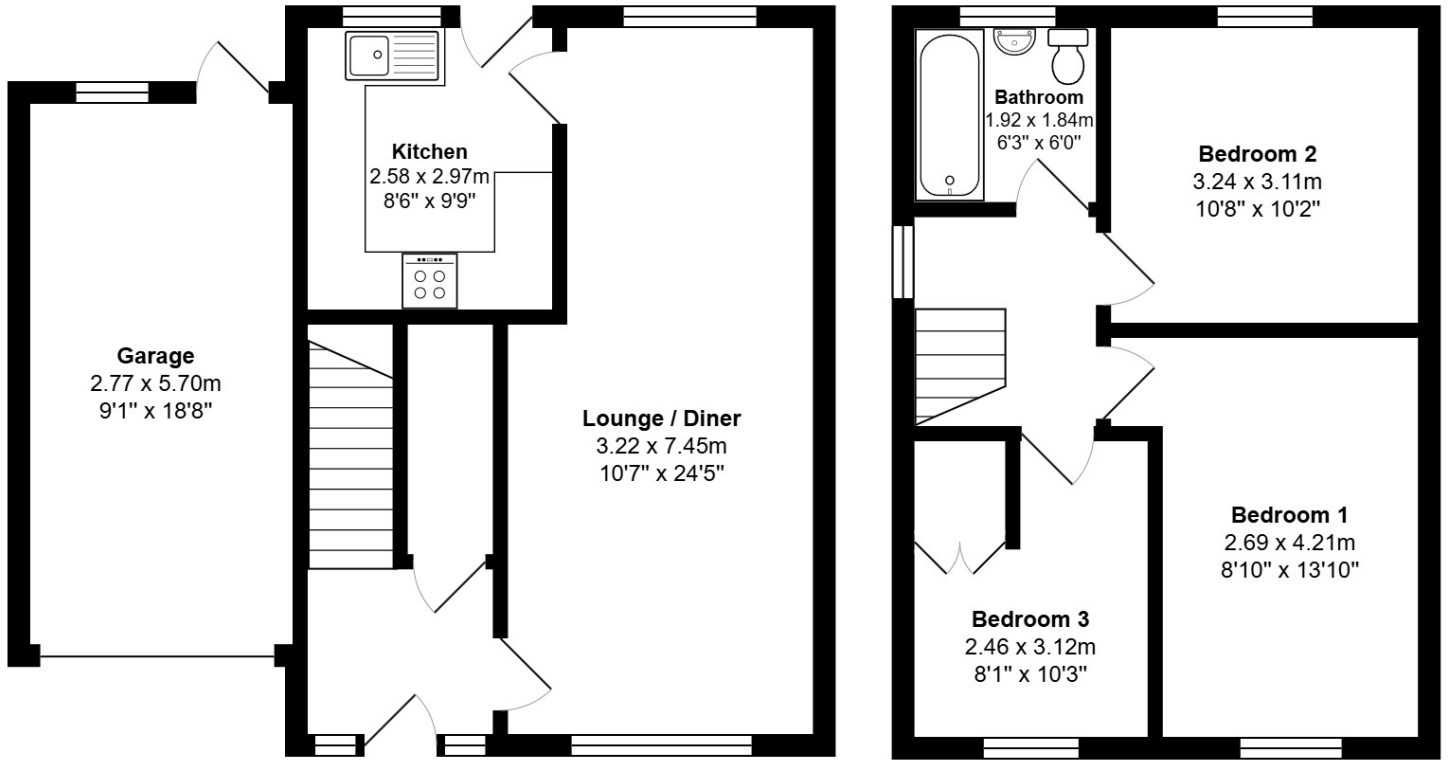 Kitchen
2.58 x 2.97m
8'6" x 9'9"
Garage
2.77 x 5.70m
9'1" x 18'8"
Lounge / Diner
3.22 x 7.45m
10'7" x 24'5"
Bathroom
1.92 x 1.84m
6'3" x 6'0"
Bedroom 2
3.24 x 3.11m
10'8" x 10'2"
Bedroom 1
2.69 x 4.21m
8'10" x 13'10"
Bedroom 3
2.46 x 3.12m
8'1" x 10'3"